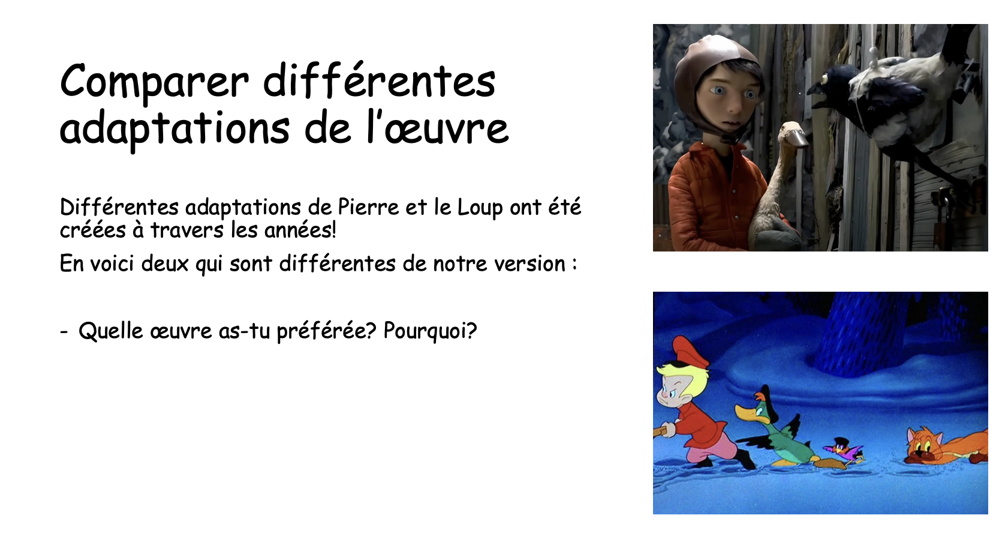 Comparer différentes
adaptations de l’œuvre
Différentes adaptations de Pierre et le Loup ont été
créées à travers les années!
En voici deux qui sont différentes de notre version :
- Quelle œuvre as-tu préférée? Pourquoi?